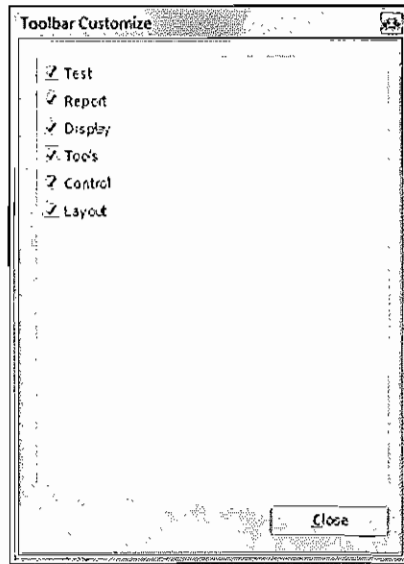 Toolbar Customize
Test
Report
Display
Tools
Control
Layout
Close